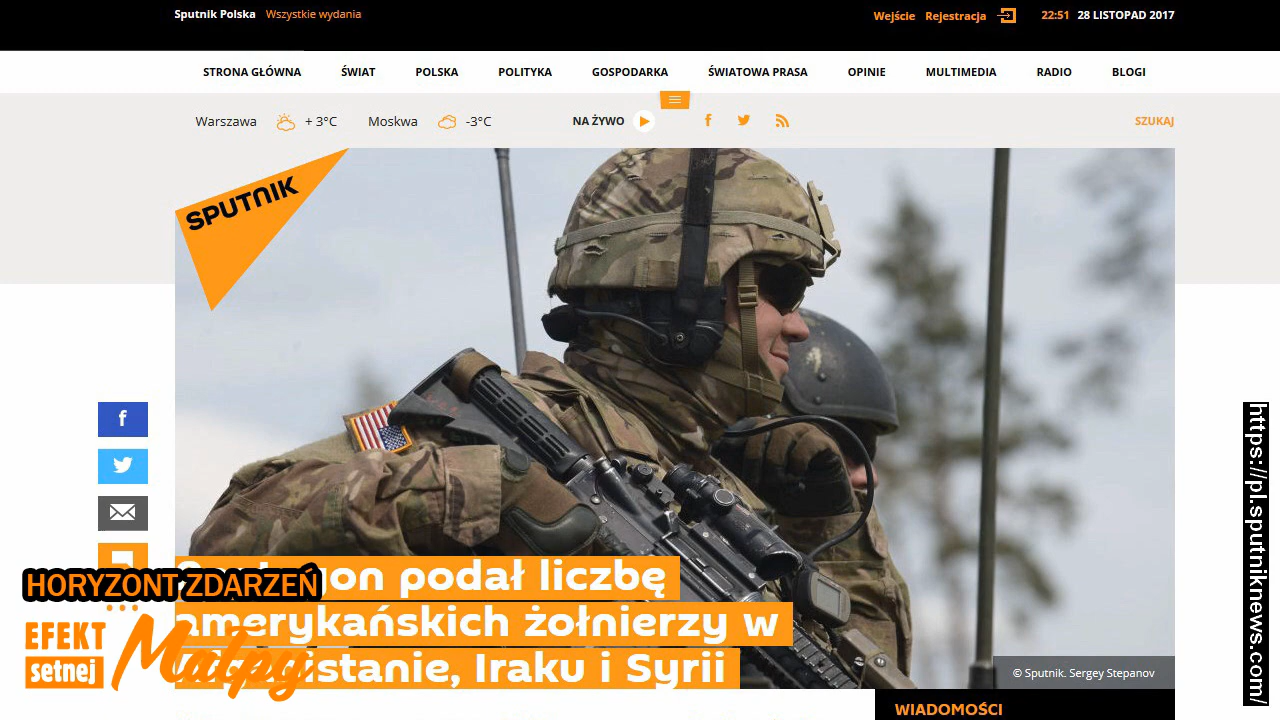 Sputnik Polska Wszystkie wydania
Wejście Rejestracja 22:51 28 LISTOPAD 2017
STRONA GŁÓWNA ŚWIAT POLSKA POLITYKA GOSPODARKA ŚWIATOWA PRASA OPINIE MULTIMEDIA RADIO BLOGI
Warszawa + 3°C Moskwa -3°C NA ŻYWO SZUKAJ
SPUTNIK
podał liczbę
amerykańskich żołnierzy w
Iraku i Syrii
HORYZONT ZDARZEŃ
EFEKT
setnej
Małpy
© Sputnik. Sergey Stepanov
WIADOMOŚCI
https://pl.sputniknews.com/